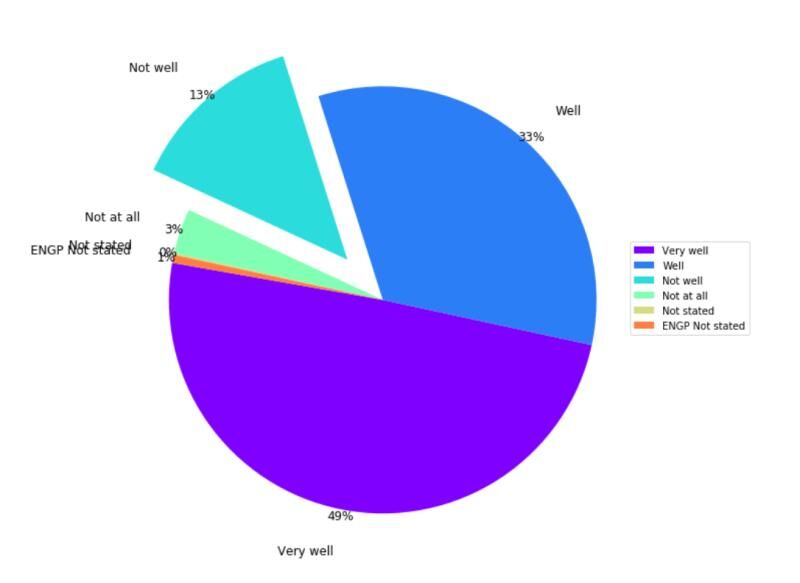 Not well
13%
Well
33%
Not at all
3%
Not stated
0%
ENGP Not stated
1%
49%
Very well
Very well
Well
Not well
Not at all
Not stated
ENGP Not stated